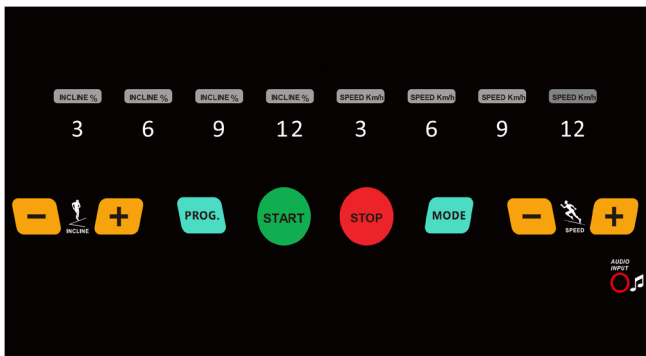 INCLINE % INCLINE % INCLINE % INCLINE % SPEED Km/h SPEED Km/h SPEED Km/h SPEED Km/h
3 6 9 12 3 6 9 12
− INCLINE + PROG. START STOP MODE − SPEED +
AUDIO
INPUT